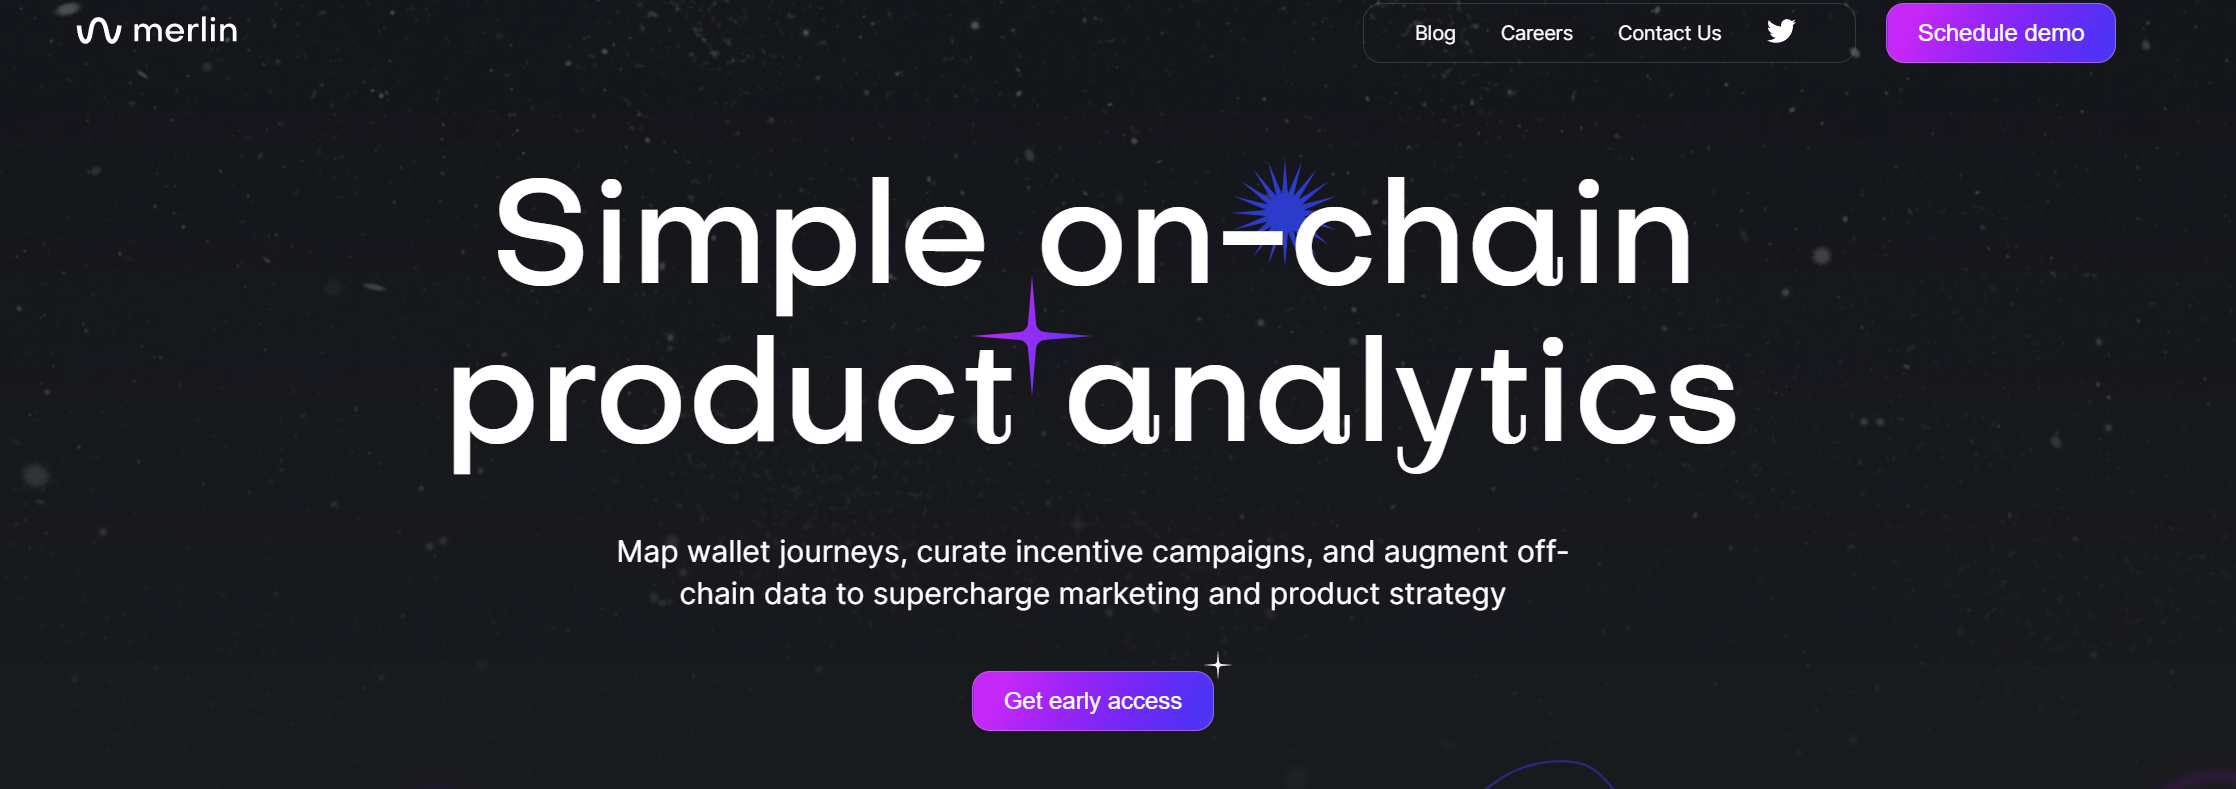 merlin
Blog Careers Contact Us
Schedule demo
Simple on-chain
product analytics
Map wallet journeys, curate incentive campaigns, and augment off-
chain data to supercharge marketing and product strategy
Get early access